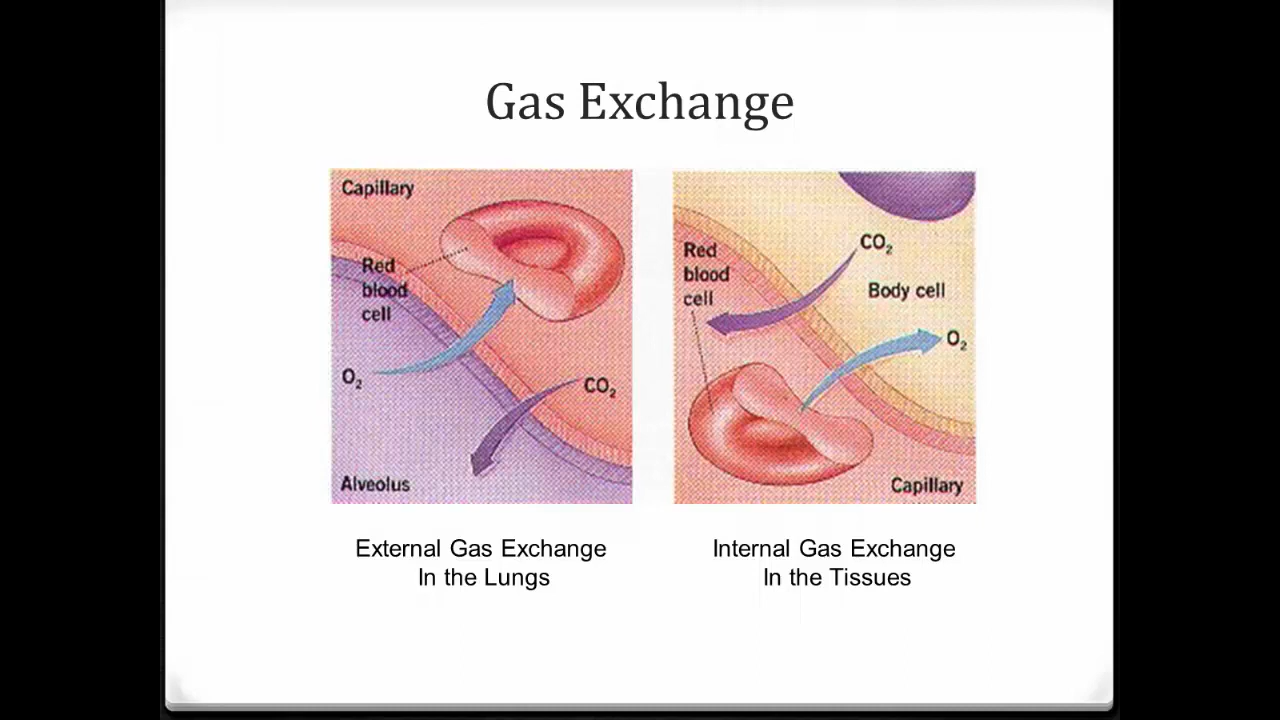 Gas Exchange
Capillary
Red
blood
cell
O₂
CO₂
Alveolus
External Gas Exchange
In the Lungs
CO₂
Red
blood
cell
Body cell
O₂
Capillary
Internal Gas Exchange
In the Tissues